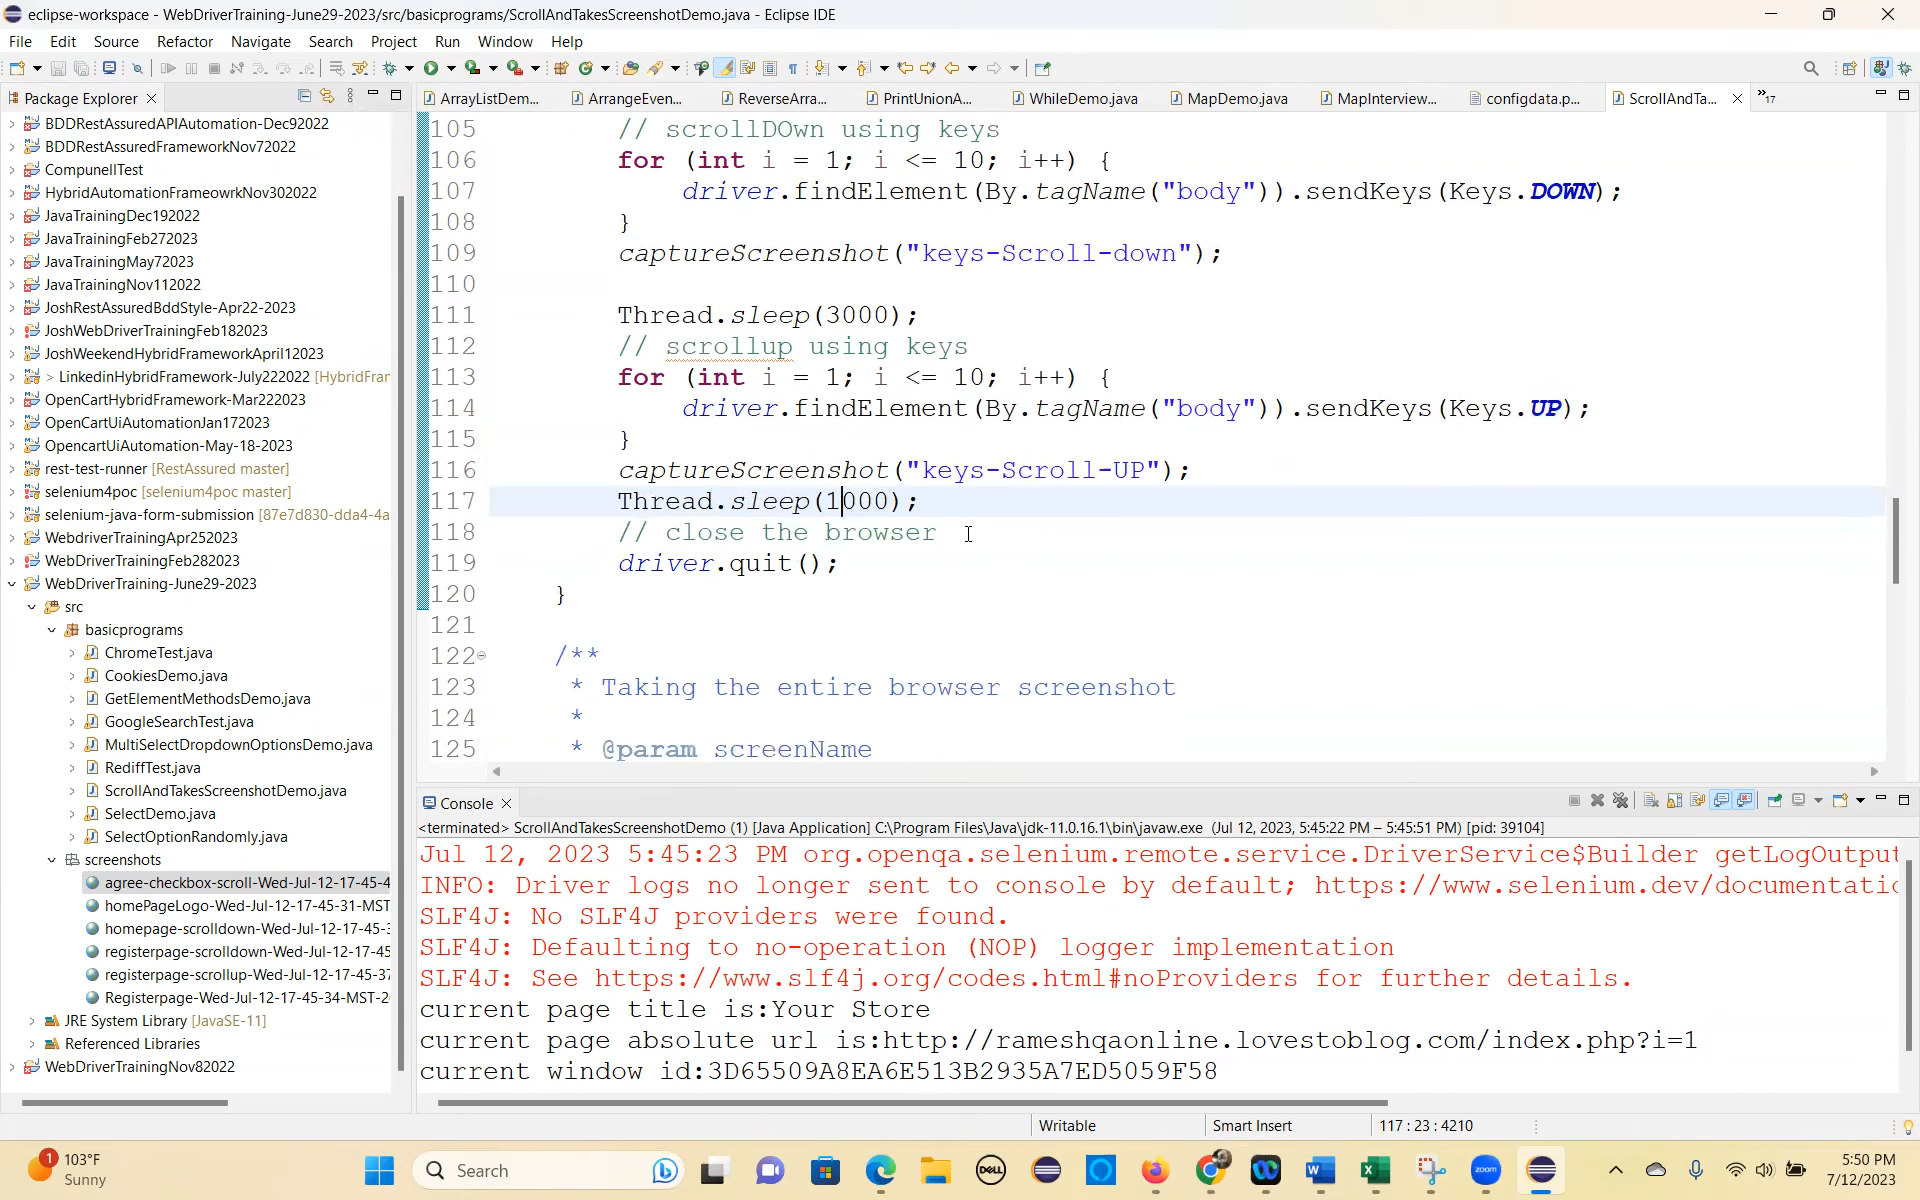 eclipse-workspace - WebDriverTraining-June29-2023/src/basicprograms/ScrollAndTakesScreenshotDemo.java - Eclipse IDE
File Edit Source Refactor Navigate Search Project Run Window Help
Package Explorer
ArrayListDem... ArrangeEven... ReverseArra... PrintUnionA... WhileDemo.java MapDemo.java MapInterview... configdata.p... ScrollAndTa... »17
BDDRestAssuredAPIAutomation-Dec92022
BDDRestAssuredFrameworkNov72022
CompunellTest
HybridAutomationFrameowrkNov302022
JavaTrainingDec192022
JavaTrainingFeb272023
JavaTrainingMay72023
JavaTrainingNov112022
JoshRestAssuredBddStyle-Apr22-2023
JoshWebDriverTrainingFeb182023
JoshWeekendHybridFrameworkApril12023
> LinkedinHybridFramework-July222022 [HybridFrar
OpenCartHybridFramework-Mar222023
OpenCartUiAutomationJan172023
OpencartUiAutomation-May-18-2023
rest-test-runner [RestAssured master]
selenium4poc [selenium4poc master]
selenium-java-form-submission [87e7d830-dda4-4a
WebdriverTrainingApr252023
WebDriverTrainingFeb282023
WebDriverTraining-June29-2023
src
basicprograms
ChromeTest.java
CookiesDemo.java
GetElementMethodsDemo.java
GoogleSearchTest.java
MultiSelectDropdownOptionsDemo.java
RediffTest.java
ScrollAndTakesScreenshotDemo.java
SelectDemo.java
SelectOptionRandomly.java
screenshots
agree-checkbox-scroll-Wed-Jul-12-17-45-4
homePageLogo-Wed-Jul-12-17-45-31-MST
homepage-scrolldown-Wed-Jul-12-17-45-3
registerpage-scrolldown-Wed-Jul-12-17-45
registerpage-scrollup-Wed-Jul-12-17-45-37
Registerpage-Wed-Jul-12-17-45-34-MST-2
JRE System Library [JavaSE-11]
Referenced Libraries
WebDriverTrainingNov82022
105 // scrollDOwn using keys
106 for (int i = 1; i <= 10; i++) {
107 driver.findElement(By.tagName("body")).sendKeys(Keys.DOWN);
108 }
109 captureScreenshot("keys-Scroll-down");
110
111 Thread.sleep(3000);
112 // scrollup using keys
113 for (int i = 1; i <= 10; i++) {
114 driver.findElement(By.tagName("body")).sendKeys(Keys.UP);
115 }
116 captureScreenshot("keys-Scroll-UP");
117 Thread.sleep(1000);
118 // close the browser
119 driver.quit();
120 }
121
122 /**
123 * Taking the entire browser screenshot
124 *
125 * @param screenName
Console
<terminated> ScrollAndTakesScreenshotDemo (1) [Java Application] C:\Program Files\Java\jdk-11.0.16.1\bin\javaw.exe (Jul 12, 2023, 5:45:22 PM – 5:45:51 PM) [pid: 39104]
Jul 12, 2023 5:45:23 PM org.openqa.selenium.remote.service.DriverService$Builder getLogOutput
INFO: Driver logs no longer sent to console by default; https://www.selenium.dev/documentatio
SLF4J: No SLF4J providers were found.
SLF4J: Defaulting to no-operation (NOP) logger implementation
SLF4J: See https://www.slf4j.org/codes.html#noProviders for further details.
current page title is:Your Store
current page absolute url is:http://rameshqaonline.lovestoblog.com/index.php?i=1
current window id:3D65509A8EA6E513B2935A7ED5059F58
Writable Smart Insert 117 : 23 : 4210
1 103°F
Sunny
Search
DELL
zoom
5:50 PM
7/12/2023